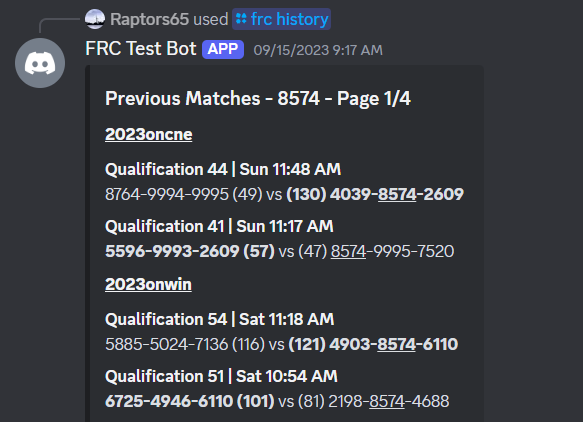 Raptors65 used frc history
FRC Test Bot APP 09/15/2023 9:17 AM
Previous Matches - 8574 - Page 1/4
2023oncne
Qualification 44 | Sun 11:48 AM
8764-9994-9995 (49) vs (130) 4039-8574-2609
Qualification 41 | Sun 11:17 AM
5596-9993-2609 (57) vs (47) 8574-9995-7520
2023onwin
Qualification 54 | Sat 11:18 AM
5885-5024-7136 (116) vs (121) 4903-8574-6110
Qualification 51 | Sat 10:54 AM
6725-4946-6110 (101) vs (81) 2198-8574-4688